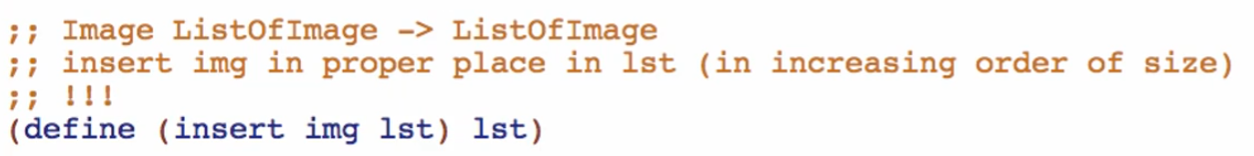 ;; Image ListOfImage -> ListOfImage
;; insert img in proper place in lst (in increasing order of size)
;; !!!
(define (insert img lst) lst)